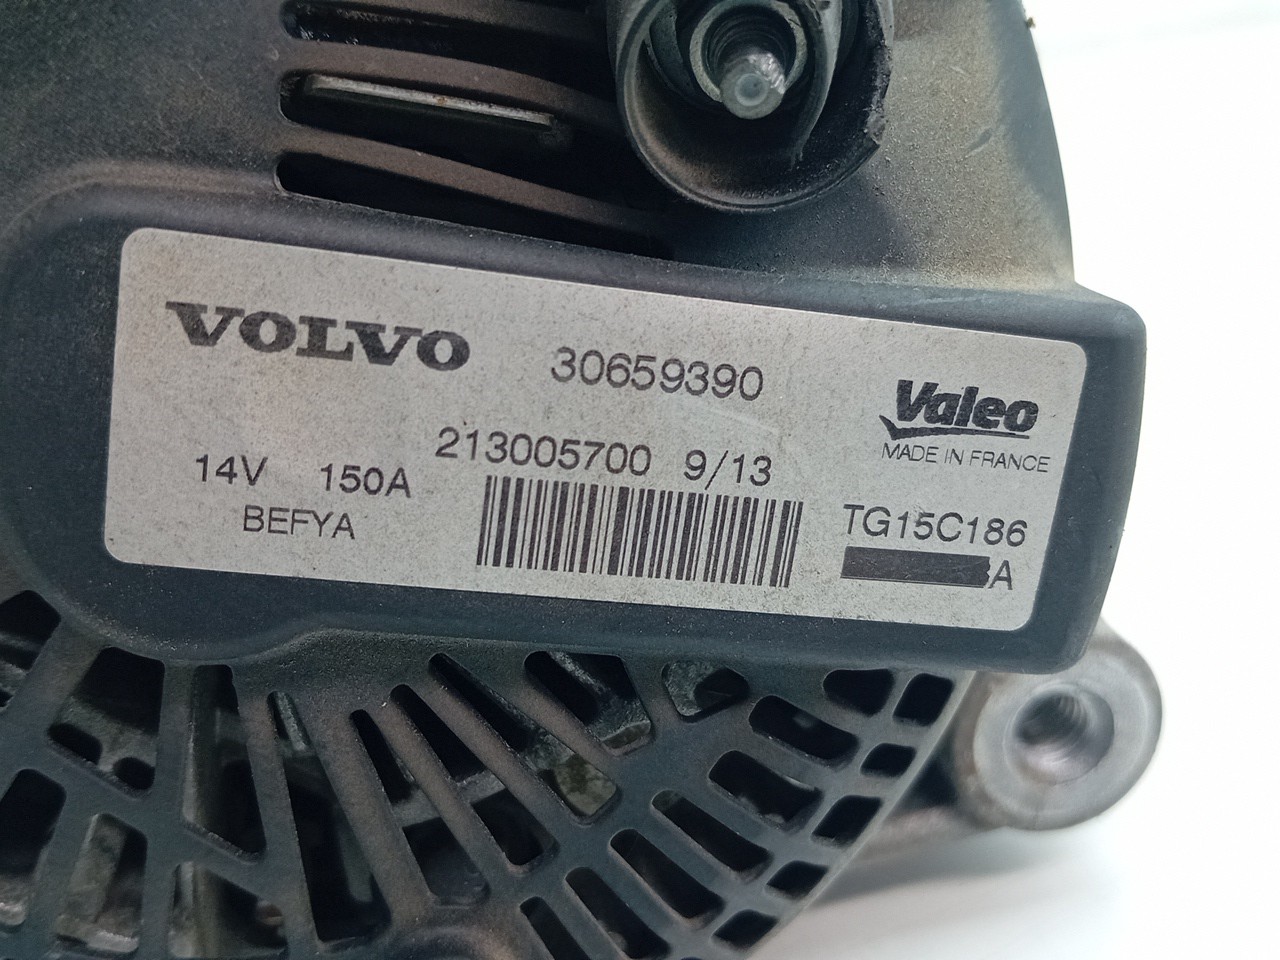 VOLVO 30659390
Valeo
MADE IN FRANCE
213005700 9/13
14V 150A
BEFYA
TG15C186
A